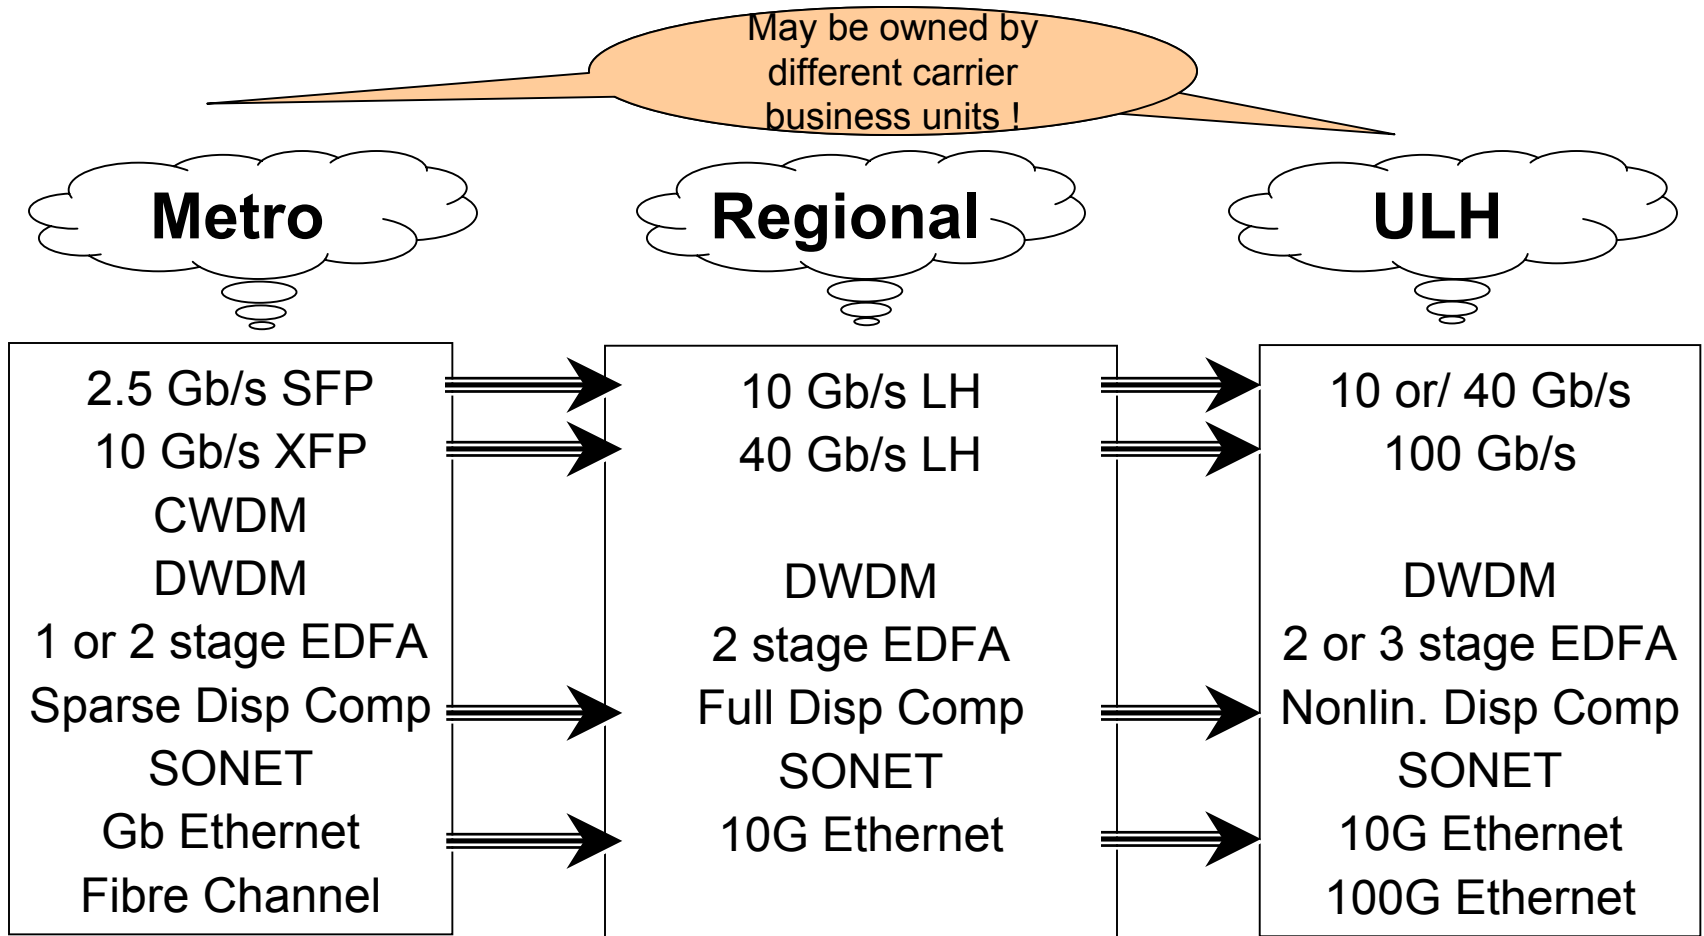 May be owned by
different carrier
business units !
Metro
Regional
ULH
2.5 Gb/s SFP
10 Gb/s XFP
CWDM
DWDM
1 or 2 stage EDFA
Sparse Disp Comp
SONET
Gb Ethernet
Fibre Channel
10 Gb/s LH
40 Gb/s LH
DWDM
2 stage EDFA
Full Disp Comp
SONET
10G Ethernet
10 or/ 40 Gb/s
100 Gb/s
DWDM
2 or 3 stage EDFA
Nonlin. Disp Comp
SONET
10G Ethernet
100G Ethernet